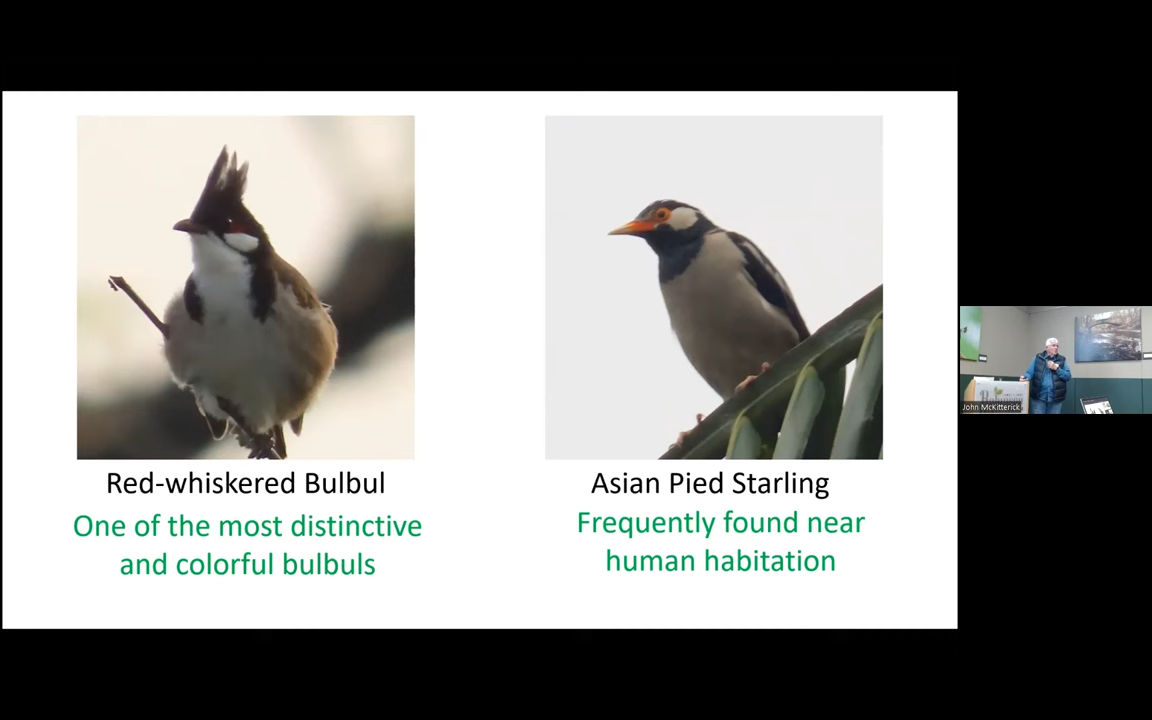 Red-whiskered Bulbul
One of the most distinctive
and colorful bulbuls
Asian Pied Starling
Frequently found near
human habitation
John McKitterick